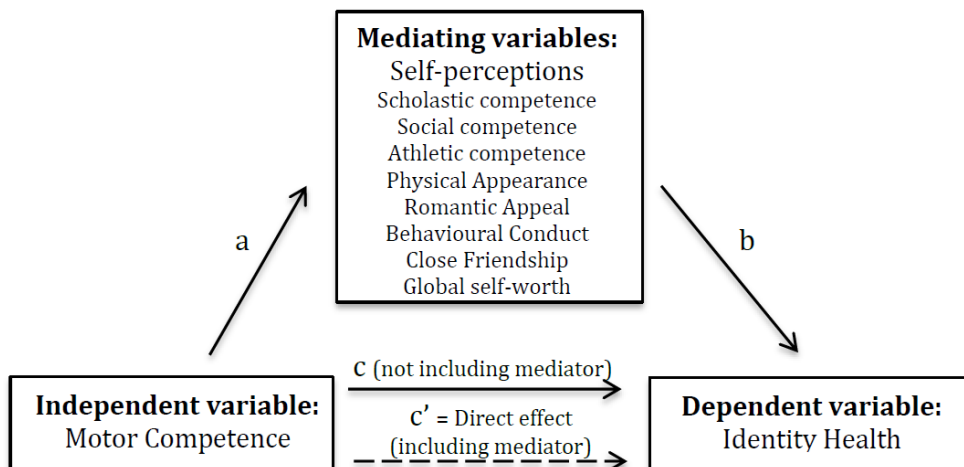 Mediating variables:
Self-perceptions
Scholastic competence
Social competence
Athletic competence
Physical Appearance
Romantic Appeal
Behavioural Conduct
Close Friendship
Global self-worth
a
b
c (not including mediator)
c’ = Direct effect
(including mediator)
Independent variable:
Motor Competence
Dependent variable:
Identity Health